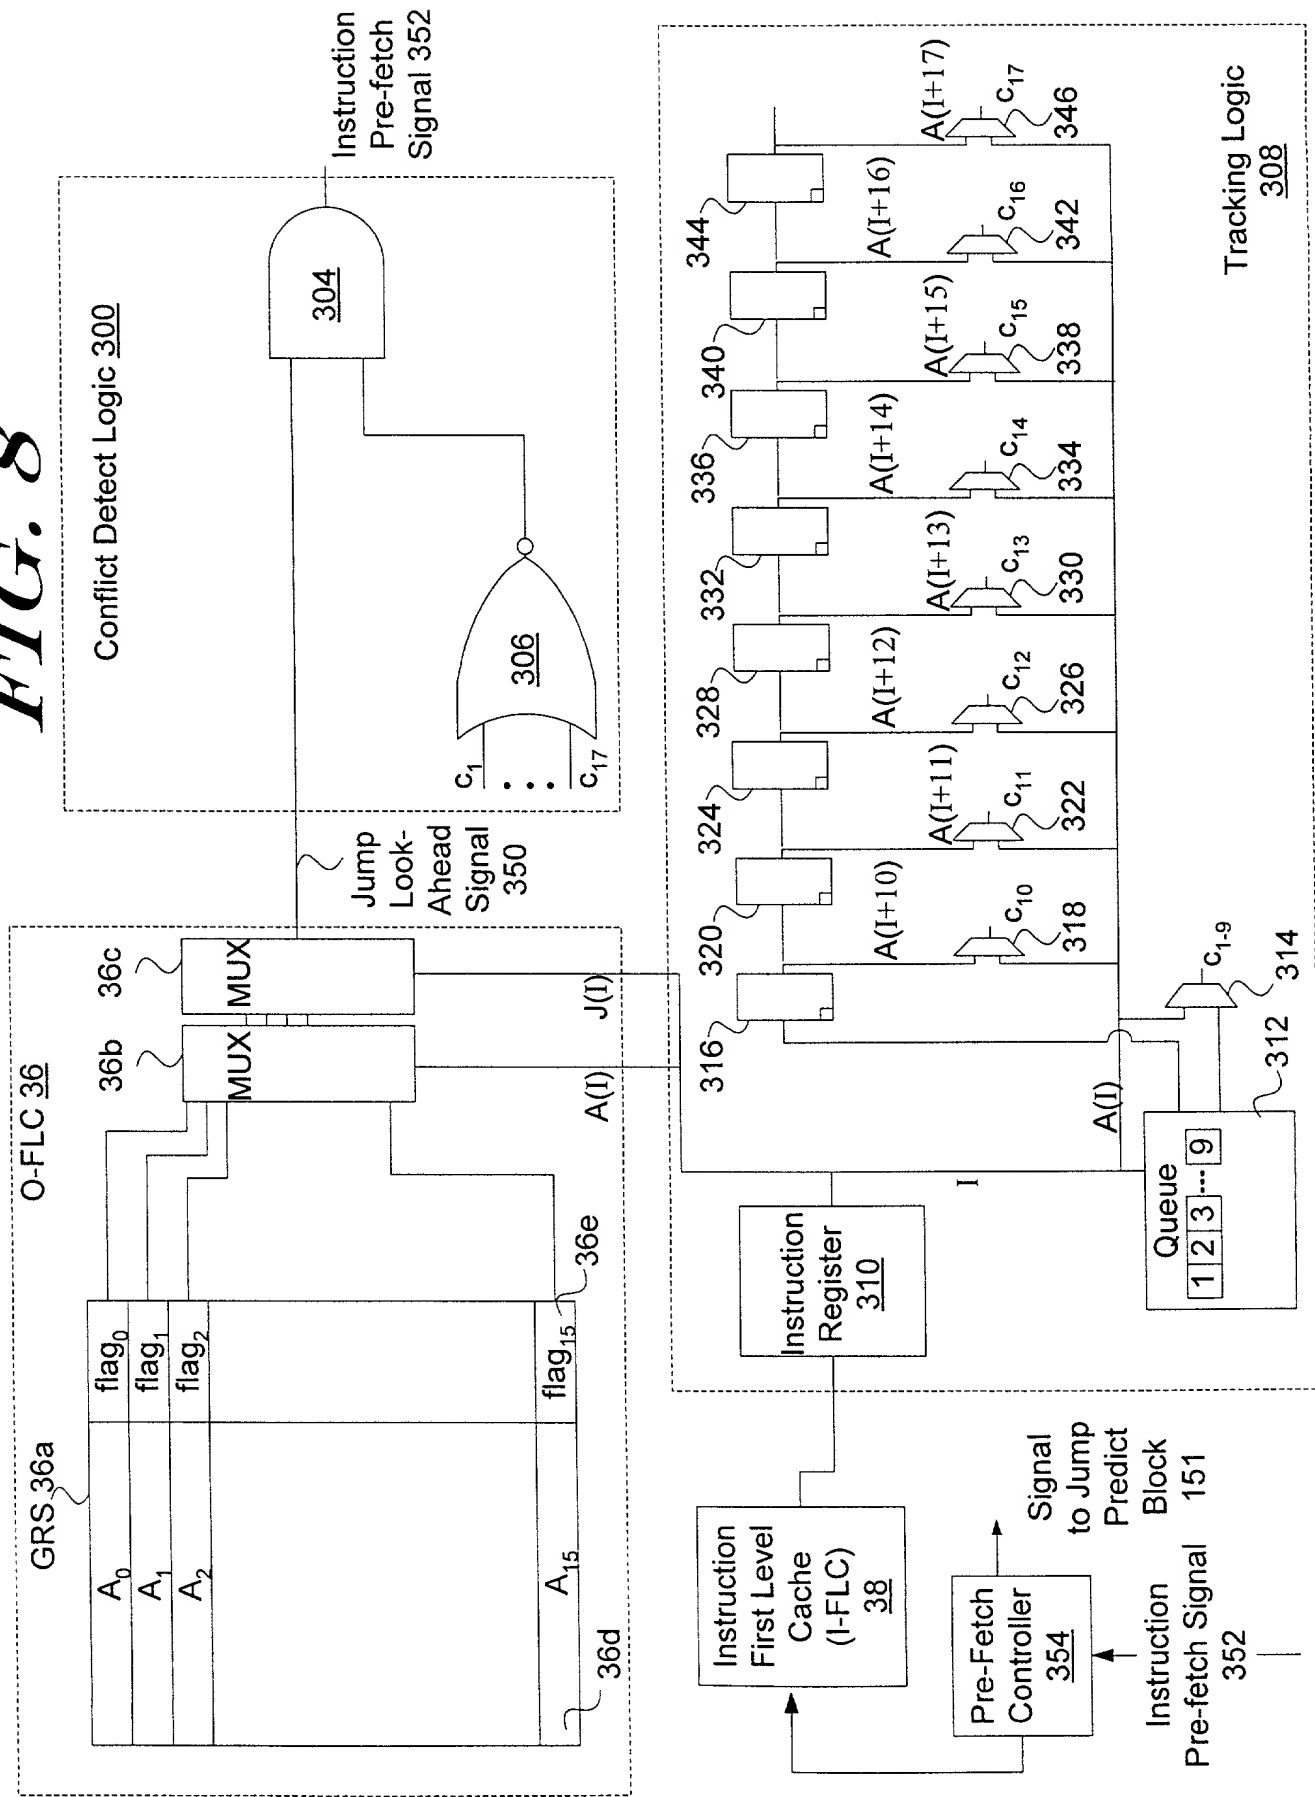 FIG. 8
O-FLC 36
GRS 36a
A0 flag0
A1 flag1
A2 flag2
A15 flag15
36d
36e
36b
36c
MUX
MUX
A(I)
J(I)
Jump
Look-
Ahead
Signal
350
Conflict Detect Logic 300
304
306
c1
c17
Instruction
Pre-fetch
Signal 352
Instruction
First Level
Cache
(I-FLC)
38
Pre-Fetch
Controller
354
Signal
to Jump
Predict
Block
151
Instruction
Pre-fetch Signal
352
Instruction
Register
310
I
Queue
1 2 3 ... 9
312
A(I)
c1-9
314
316
320
324
328
332
336
340
344
A(I+10)
A(I+11)
A(I+12)
A(I+13)
A(I+14)
A(I+15)
A(I+16)
A(I+17)
c10
318
c11
322
c12
326
c13
330
c14
334
c15
338
c16
342
c17
346
Tracking Logic
308